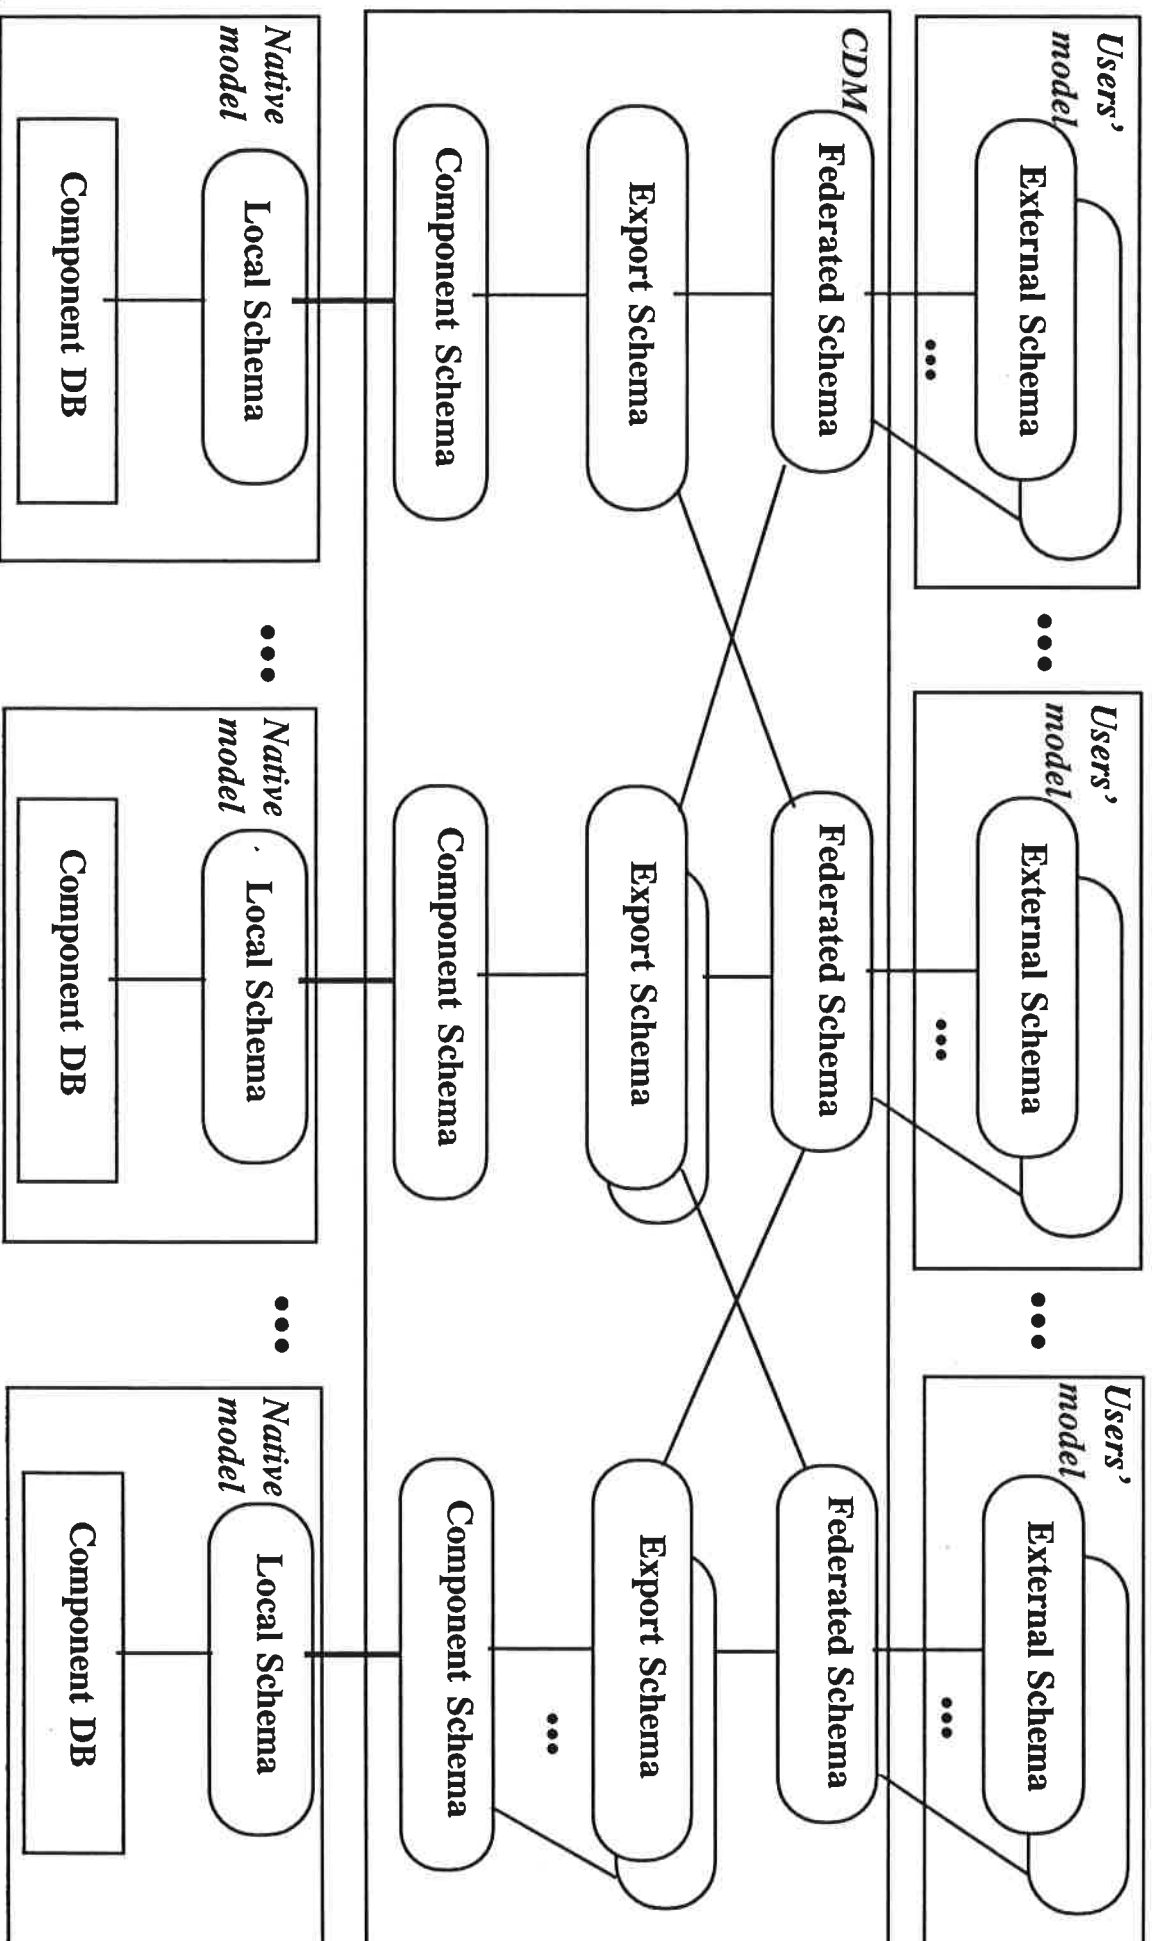 Users'
model
External Schema
•••
•••
Users'
model
External Schema
•••
•••
Users'
model
External Schema
•••
CDM
Federated Schema
Federated Schema
Federated Schema
Export Schema
Export Schema
Export Schema
•••
Component Schema
Component Schema
Component Schema
Native
model
Local Schema
Component DB
•••
Native
model
Local Schema
Component DB
•••
Native
model
Local Schema
Component DB